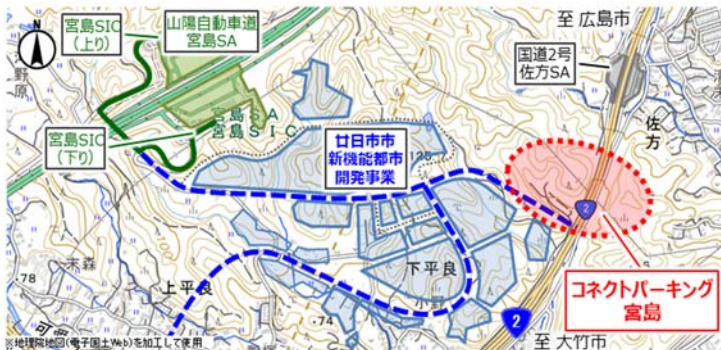 宮島SIC
(上り)
山陽自動車道
宮島SA
至 広島市
国道2号
佐方SA
野
原
宮島SIC
(下り)
宮島SA
宮島SIC
佐方
廿日市市
新機能都市
開発事業
125
2
78
末森
上平良
下平良
小野
コネクトパーキング
宮島
74
2
可愛
至 大竹市
※地理院地図(電子国土Web)を加工して使用